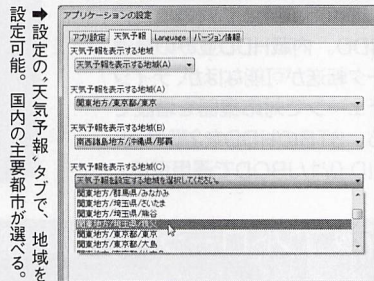 ➡設定の〝天気予報〟タブで、地域を
設定可能。国内の主要都市が選べる。
アプリケーションの設定
アプリ設定 天気予報 Language バージョン情報
天気予報を表示する地域
天気予報を表示する地域(A)
天気予報を表示する地域(A)
関東地方/東京都/東京
天気予報を表示する地域(B)
南西諸島地方/沖縄県/那覇
天気予報を表示する地域(C)
天気予報を設定する地域を選択してください。
関東地方/群馬県/みなかみ
関東地方/埼玉県/さいたま
関東地方/埼玉県/熊谷
関東地方/埼玉県/秩父
関東地方/東京都/東京
関東地方/東京都/大島